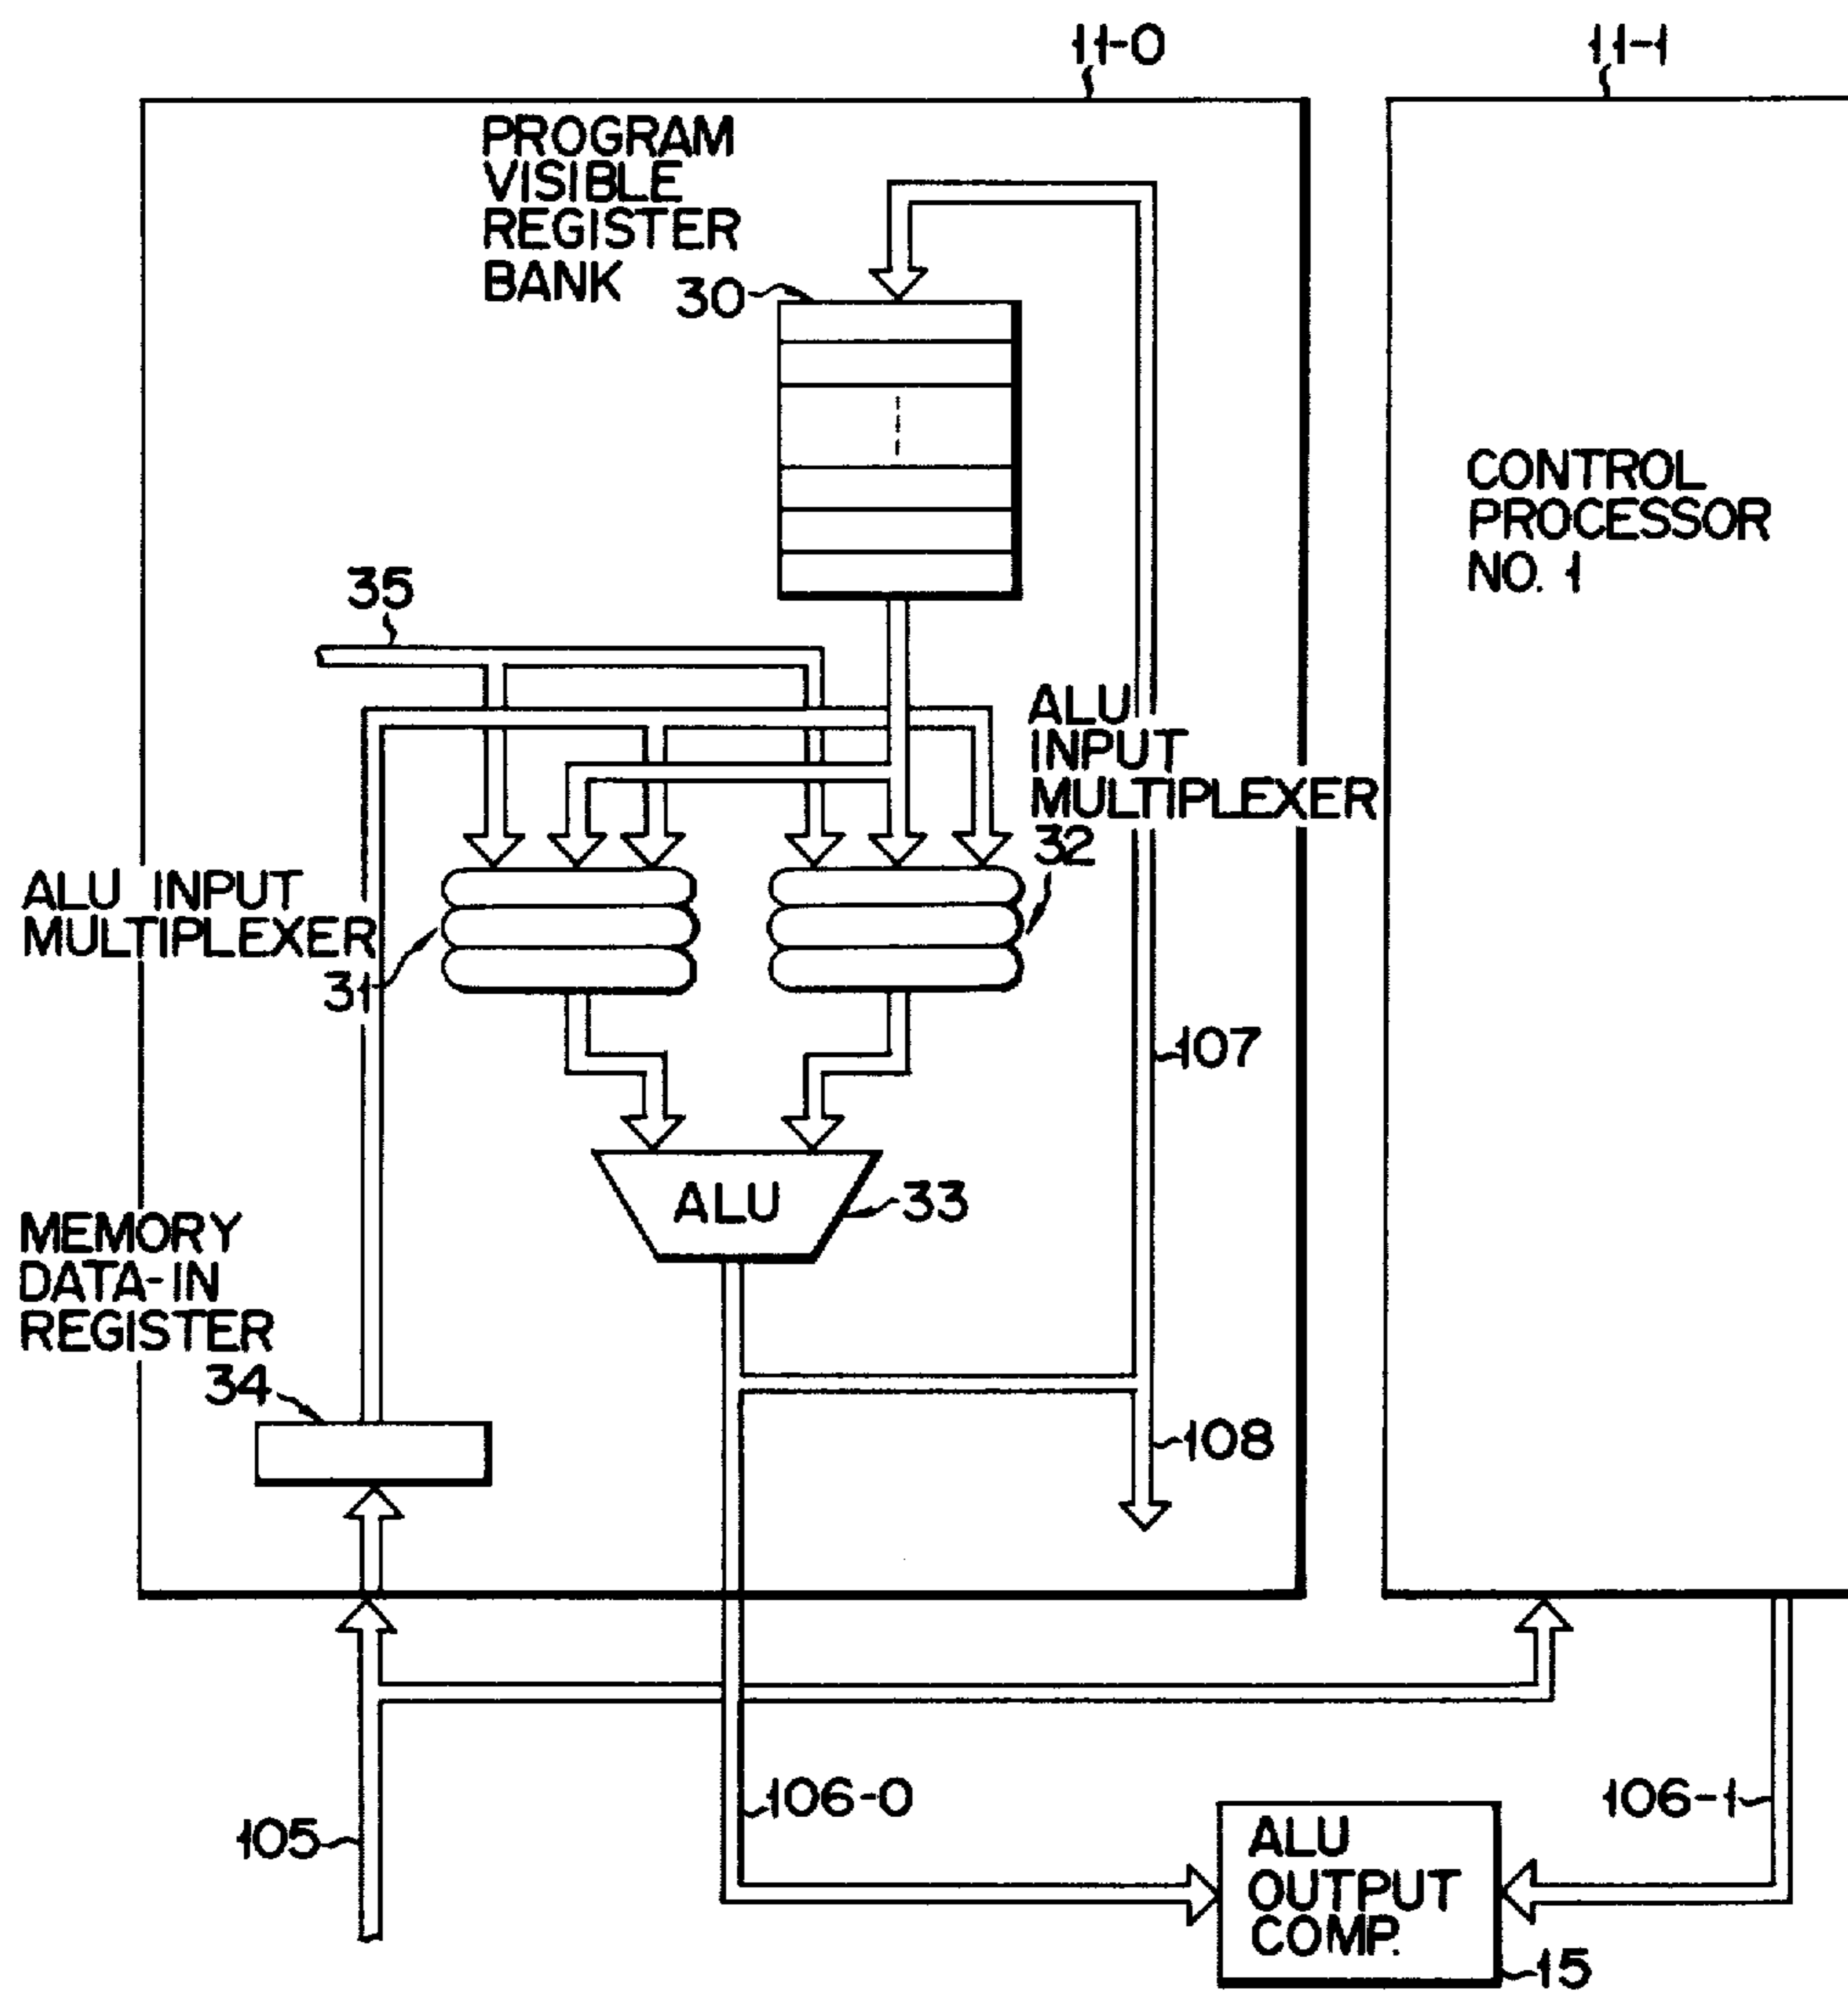 11-0
11-1
PROGRAM
VISIBLE
REGISTER
BANK
30
CONTROL
PROCESSOR
NO. 1
35
ALU
INPUT
MULTIPLEXER
32
ALU INPUT
MULTIPLEXER
31
107
ALU
33
MEMORY
DATA-IN
REGISTER
34
108
105
106-0
106-1
ALU
OUTPUT
COMP.
15